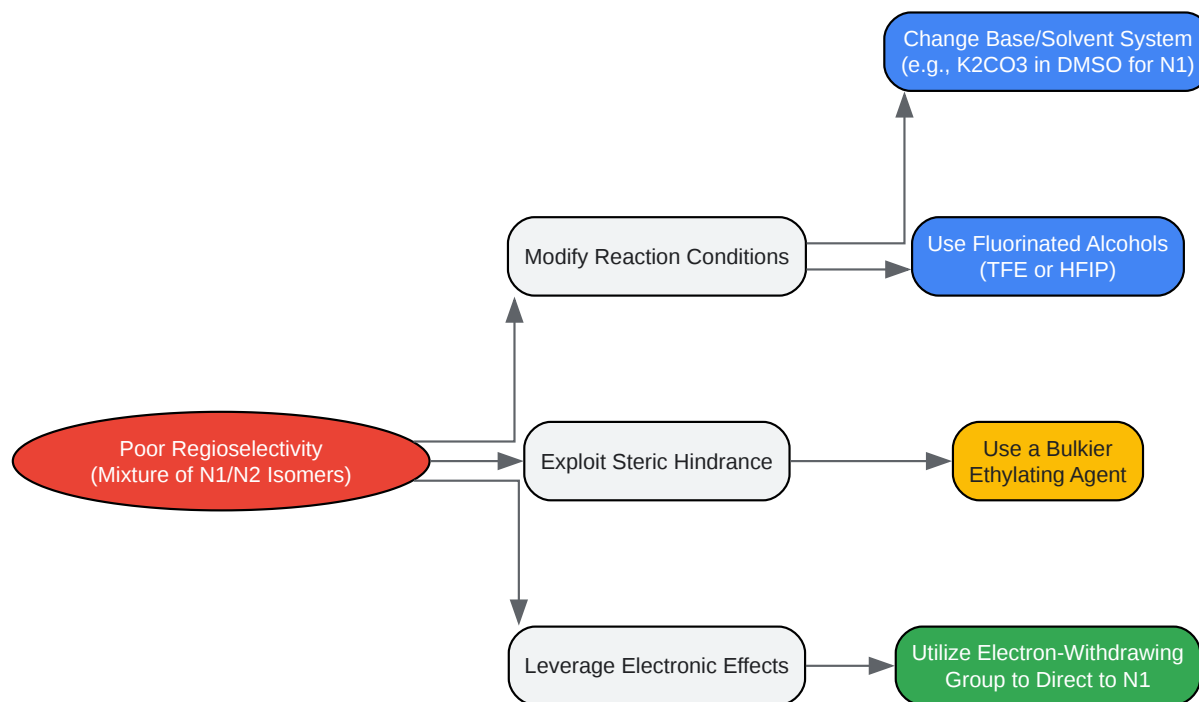 Change Base/Solvent System
(e.g., K2CO3 in DMSO for N1)
Modify Reaction Conditions
Use Fluorinated Alcohols
(TFE or HFIP)
Poor Regioselectivity
(Mixture of N1/N2 Isomers)
Exploit Steric Hindrance
Use a Bulkier
Ethylating Agent
Leverage Electronic Effects
Utilize Electron-Withdrawing
Group to Direct to N1